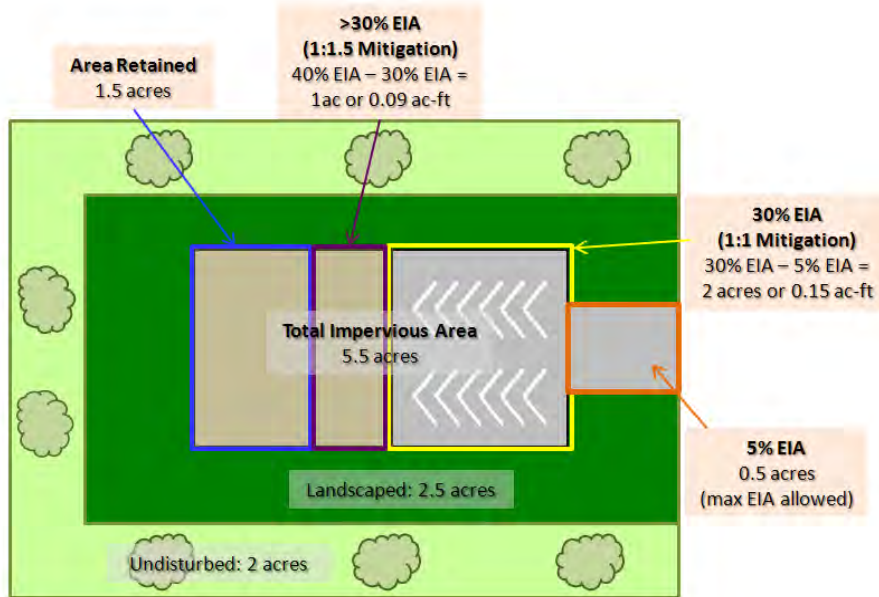 >30% EIA
(1:1.5 Mitigation)
40% EIA – 30% EIA =
1ac or 0.09 ac-ft
Area Retained
1.5 acres
30% EIA
(1:1 Mitigation)
30% EIA – 5% EIA =
2 acres or 0.15 ac-ft
Total Impervious Area
5.5 acres
5% EIA
0.5 acres
(max EIA allowed)
Landscaped: 2.5 acres
Undisturbed: 2 acres